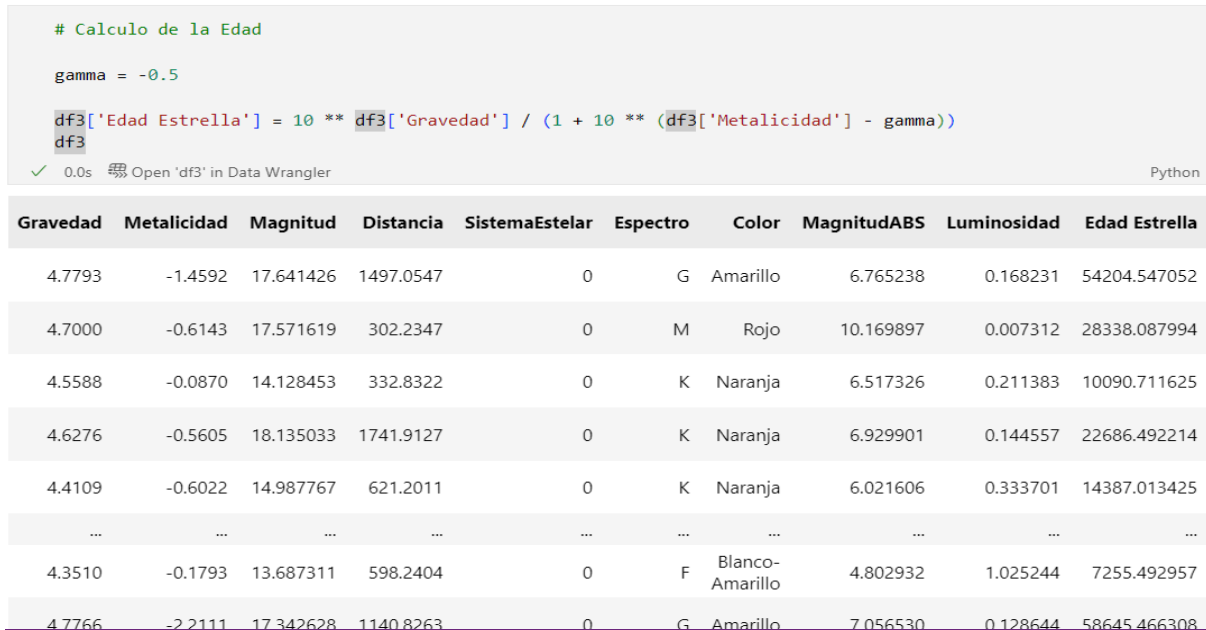 # Calculo de la Edad
gamma = -0.5
df3['Edad Estrella'] = 10 ** df3['Gravedad'] / (1 + 10 ** (df3['Metalicidad'] - gamma))
df3
✓ 0.0s Open 'df3' in Data Wrangler Python
Gravedad Metalicidad Magnitud Distancia SistemaEstelar Espectro Color MagnitudABS Luminosidad Edad Estrella
4.7793 -1.4592 17.641426 1497.0547 0 G Amarillo 6.765238 0.168231 54204.547052
4.7000 -0.6143 17.571619 302.2347 0 M Rojo 10.169897 0.007312 28338.087994
4.5588 -0.0870 14.128453 332.8322 0 K Naranja 6.517326 0.211383 10090.711625
4.6276 -0.5605 18.135033 1741.9127 0 K Naranja 6.929901 0.144557 22686.492214
4.4109 -0.6022 14.987767 621.2011 0 K Naranja 6.021606 0.333701 14387.013425
... ... ... ... ... ... ... ... ... ...
4.3510 -0.1793 13.687311 598.2404 0 F Blanco-Amarillo 4.802932 1.025244 7255.492957
4.7766 -2.2111 17.342628 1140.8263 0 G Amarillo 7.056530 0.128644 58645.466308